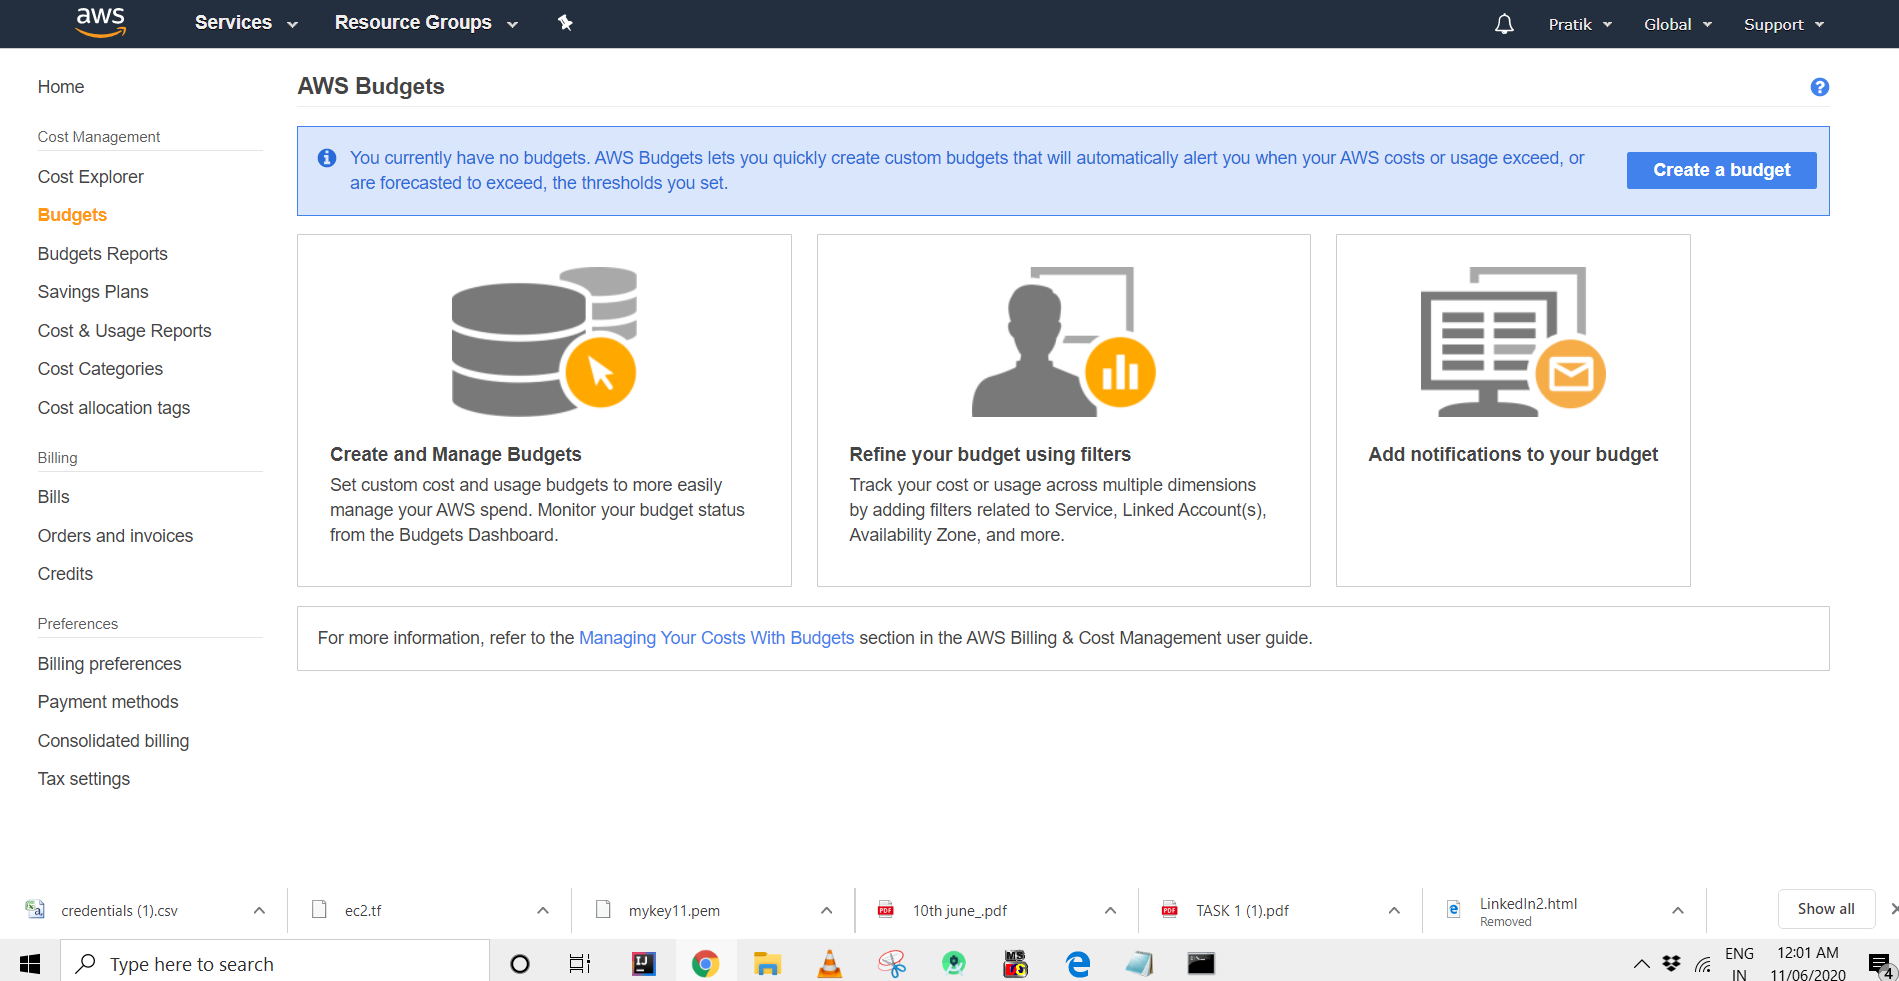 aws
Services
Resource Groups
Pratik
Global
Support
Home
Cost Management
Cost Explorer
Budgets
Budgets Reports
Savings Plans
Cost & Usage Reports
Cost Categories
Cost allocation tags
Billing
Bills
Orders and invoices
Credits
Preferences
Billing preferences
Payment methods
Consolidated billing
Tax settings
AWS Budgets
?
You currently have no budgets. AWS Budgets lets you quickly create custom budgets that will automatically alert you when your AWS costs or usage exceed, or
are forecasted to exceed, the thresholds you set.
Create a budget
Create and Manage Budgets
Set custom cost and usage budgets to more easily
manage your AWS spend. Monitor your budget status
from the Budgets Dashboard.
Refine your budget using filters
Track your cost or usage across multiple dimensions
by adding filters related to Service, Linked Account(s),
Availability Zone, and more.
Add notifications to your budget
For more information, refer to the Managing Your Costs With Budgets section in the AWS Billing & Cost Management user guide.
credentials (1).csv
ec2.tf
mykey11.pem
PDF
10th june_.pdf
PDF
TASK 1 (1).pdf
LinkedIn2.html
Removed
Show all
Type here to search
IJ
MS
ENG
IN
12:01 AM
11/06/2020
4